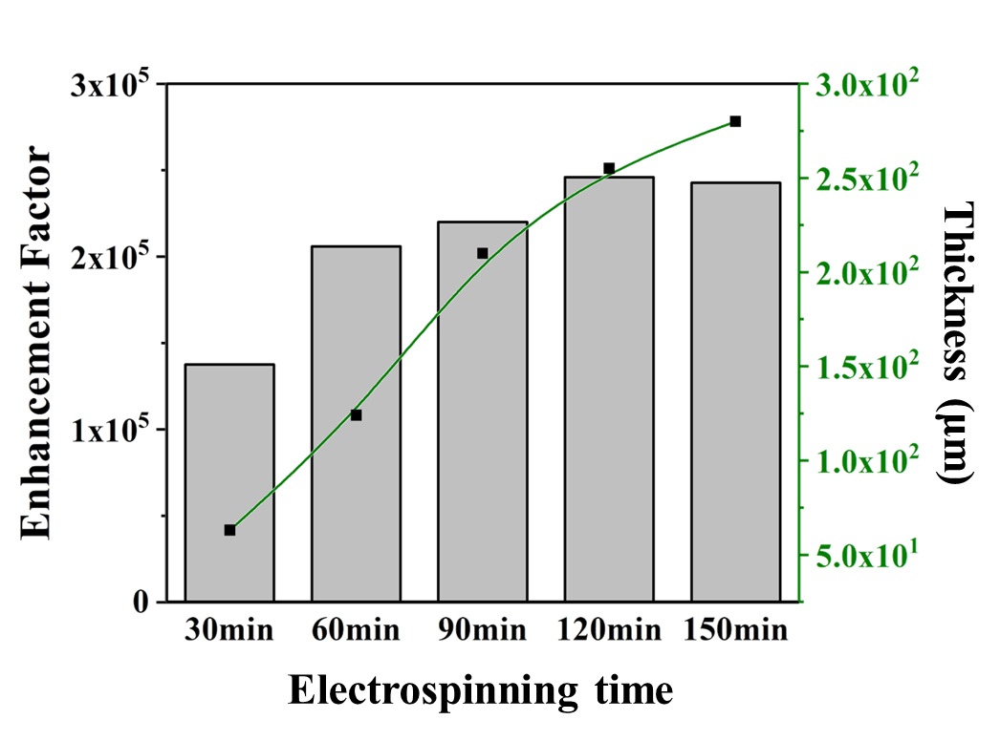 3x10⁵
2x10⁵
1x10⁵
0
Enhancement Factor
3.0x10²
2.5x10²
2.0x10²
1.5x10²
1.0x10²
5.0x10¹
Thickness (μm)
30min 60min 90min 120min 150min
Electrospinning time